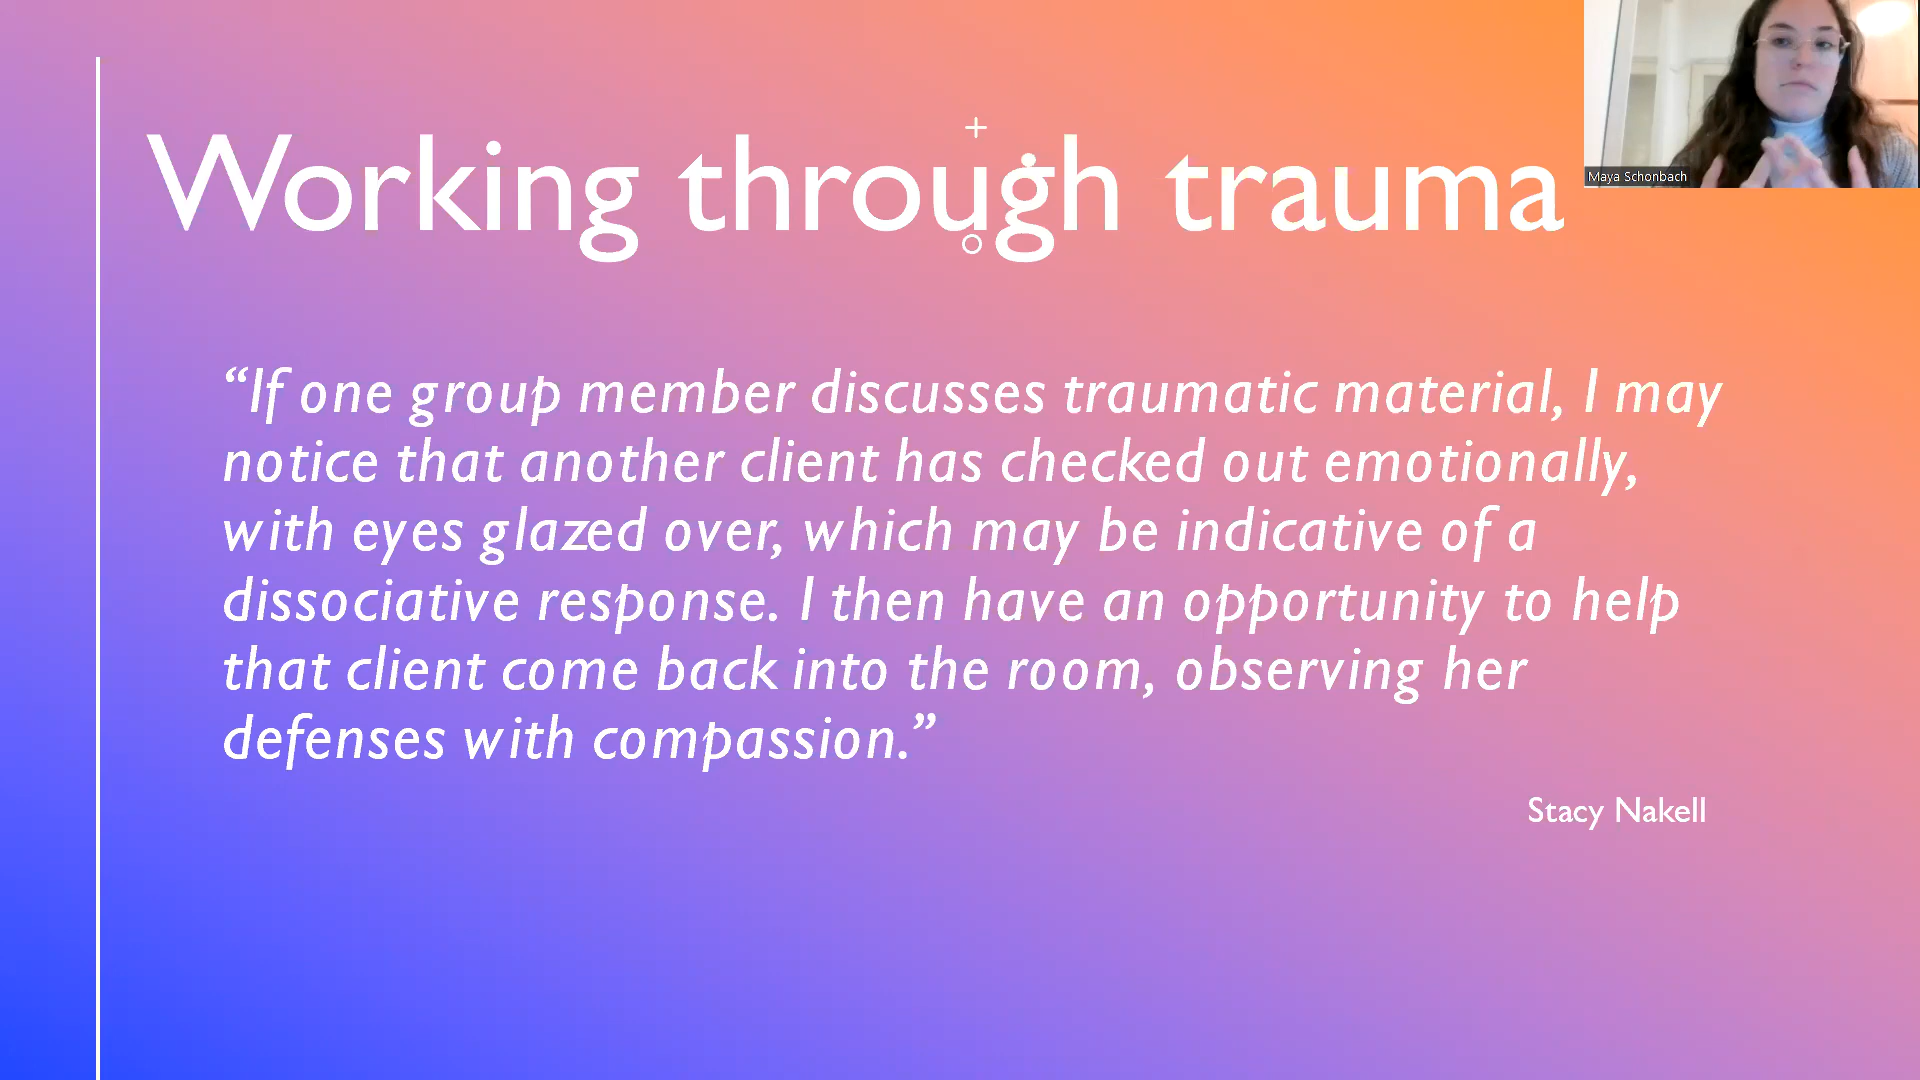 Working through trauma
Maya Schonbach
“If one group member discusses traumatic material, I may
notice that another client has checked out emotionally,
with eyes glazed over, which may be indicative of a
dissociative response. I then have an opportunity to help
that client come back into the room, observing her
defenses with compassion.”
Stacy Nakell